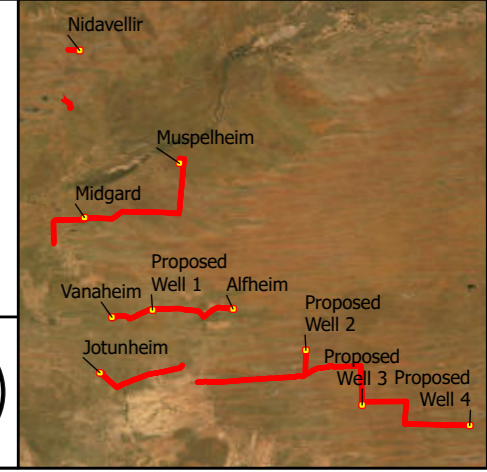 Nidavellir
Muspelheim
Midgard
Proposed
Well 1
Vanaheim
Alfheim
Proposed
Well 2
Jotunheim
Proposed
Well 3
Proposed
Well 4